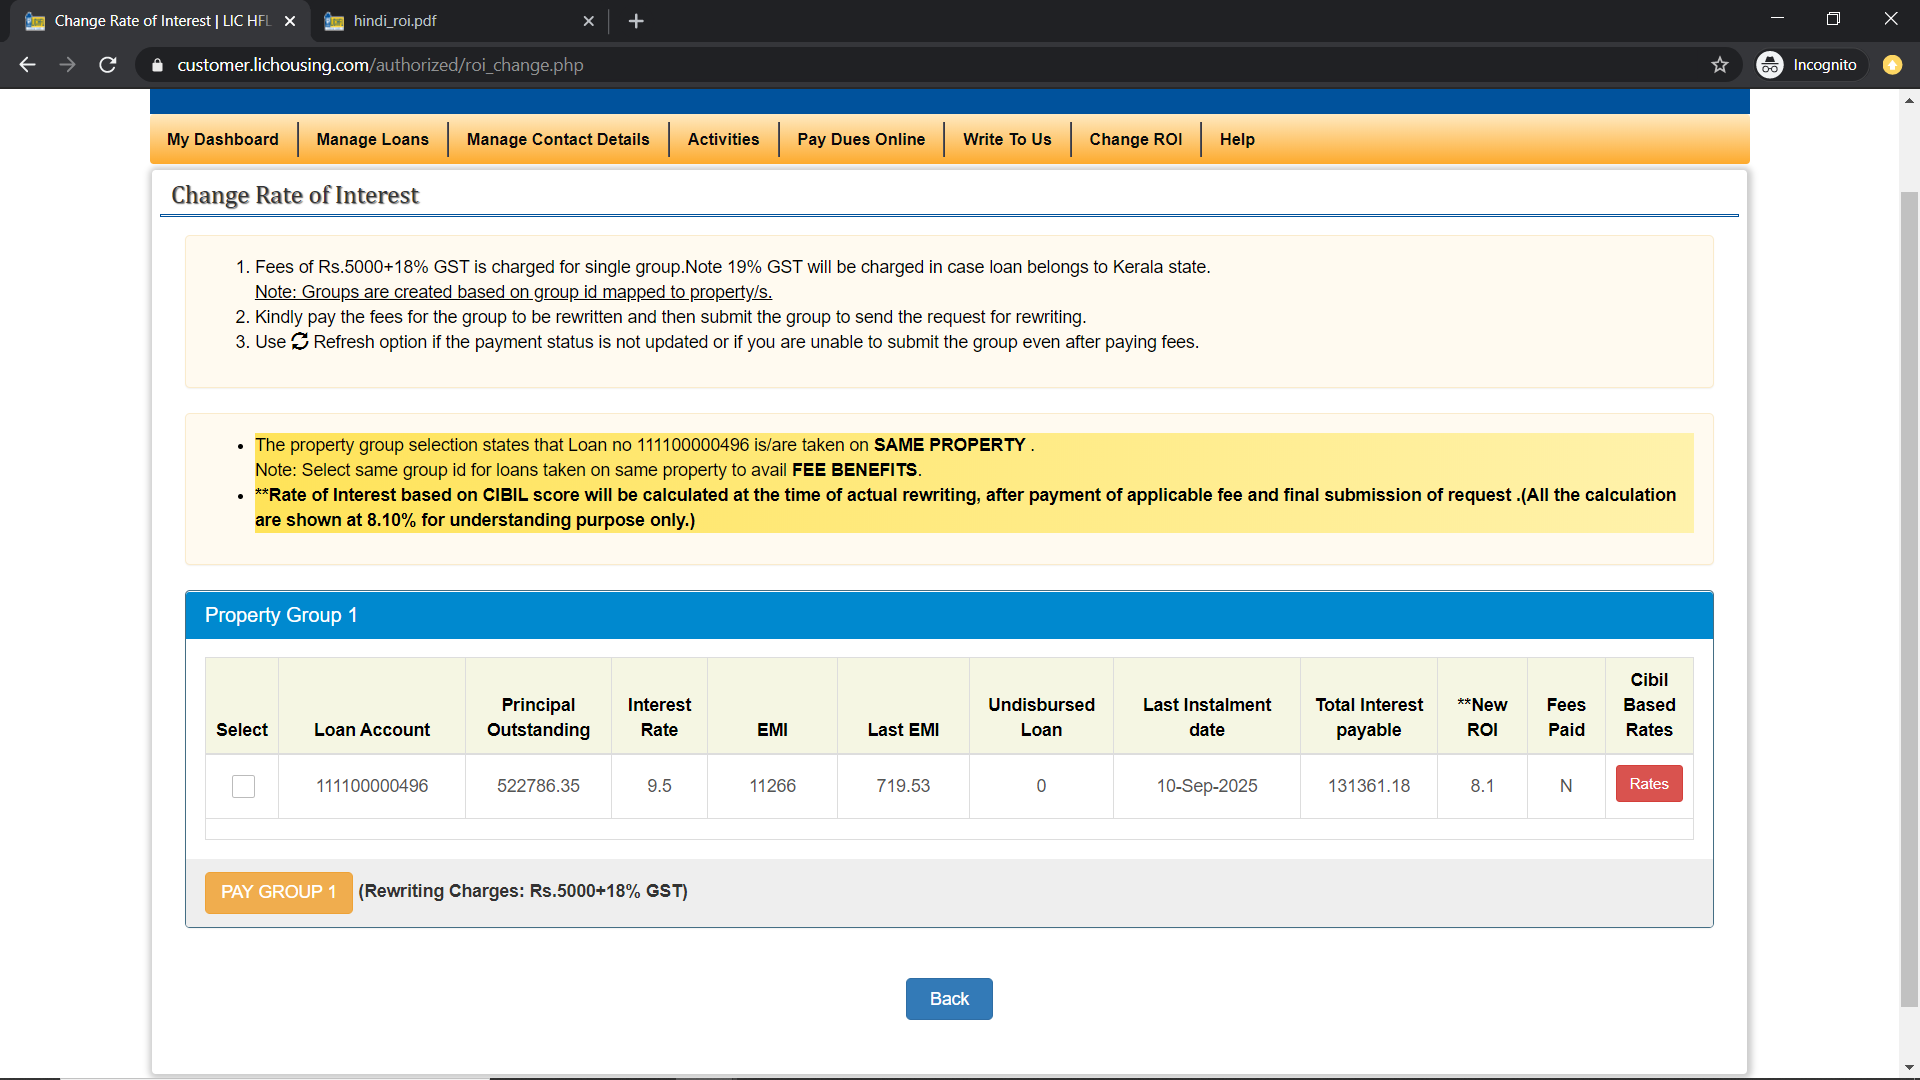 Change Rate of Interest | LIC HFL
hindi_roi.pdf
customer.lichousing.com/authorized/roi_change.php
Incognito
My Dashboard
Manage Loans
Manage Contact Details
Activities
Pay Dues Online
Write To Us
Change ROI
Help
Change Rate of Interest
1. Fees of Rs.5000+18% GST is charged for single group.Note 19% GST will be charged in case loan belongs to Kerala state.
Note: Groups are created based on group id mapped to property/s.
2. Kindly pay the fees for the group to be rewritten and then submit the group to send the request for rewriting.
3. Use Refresh option if the payment status is not updated or if you are unable to submit the group even after paying fees.
• The property group selection states that Loan no 111100000496 is/are taken on SAME PROPERTY .
Note: Select same group id for loans taken on same property to avail FEE BENEFITS.
• **Rate of Interest based on CIBIL score will be calculated at the time of actual rewriting, after payment of applicable fee and final submission of request .(All the calculation
are shown at 8.10% for understanding purpose only.)
Property Group 1
Select
Loan Account
Principal
Outstanding
Interest
Rate
EMI
Last EMI
Undisbursed
Loan
Last Instalment
date
Total Interest
payable
**New
ROI
Fees
Paid
Cibil
Based
Rates
111100000496
522786.35
9.5
11266
719.53
0
10-Sep-2025
131361.18
8.1
N
Rates
PAY GROUP 1 (Rewriting Charges: Rs.5000+18% GST)
Back